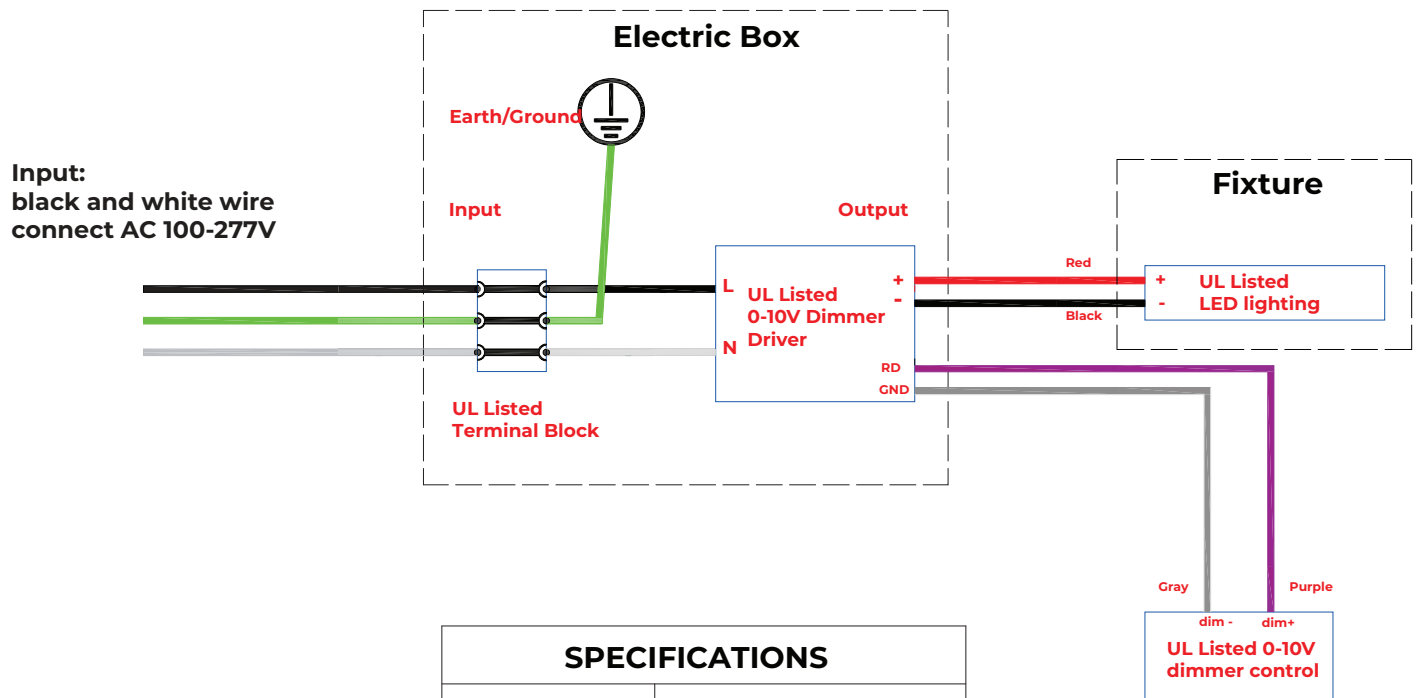 Electric Box
Earth/Ground
Input:
black and white wire
connect AC 100-277V
Input
Output
Fixture
L
UL Listed
0-10V Dimmer
Driver
N
+
-
RD
GND
Red
Black
+
-
UL Listed
LED lighting
UL Listed
Terminal Block
Gray
Purple
dim -
dim+
UL Listed 0-10V
dimmer control
SPECIFICATIONS